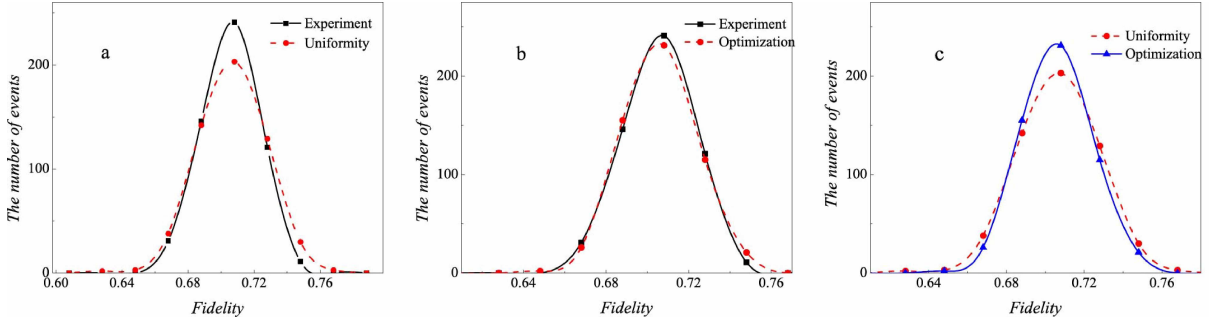 a
Experiment
Uniformity
The number of events
200
100
0
0.60
0.64
0.68
0.72
0.76
Fidelity
b
Experiment
Optimization
The number of events
200
100
0
0.64
0.68
0.72
0.76
Fidelity
c
Uniformity
Optimization
The number of events
200
100
0
0.64
0.68
0.72
0.76
Fidelity